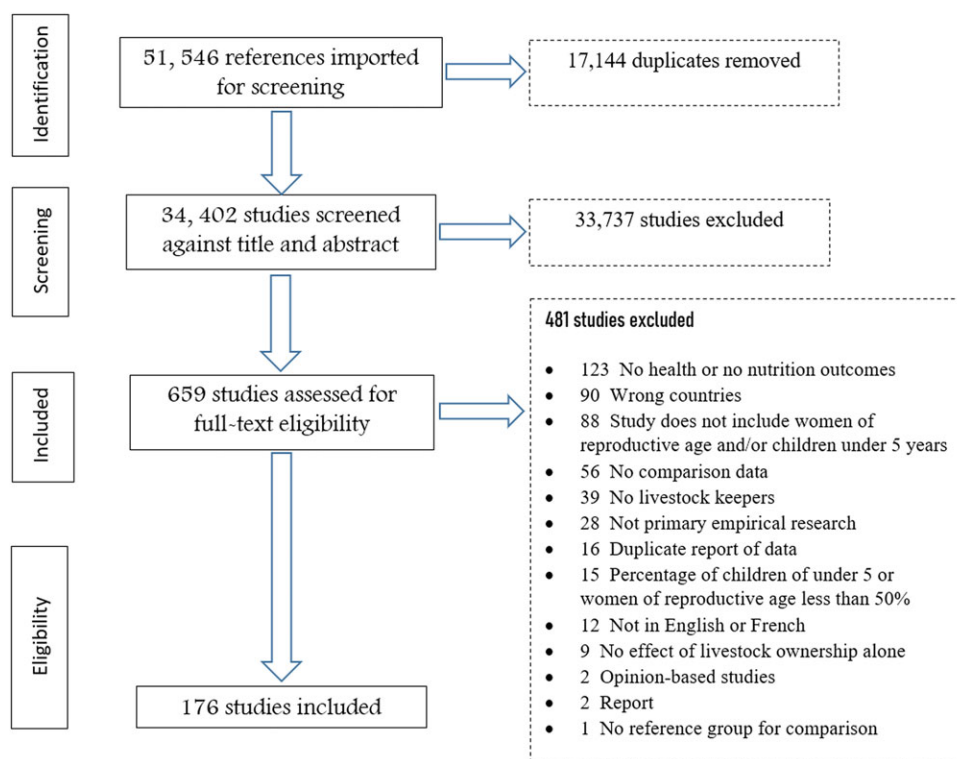 Identification
51, 546 references imported
for screening
17,144 duplicates removed
Screening
34, 402 studies screened
against title and abstract
33,737 studies excluded
Included
659 studies assessed for
full-text eligibility
481 studies excluded
• 123 No health or no nutrition outcomes
• 90 Wrong countries
• 88 Study does not include women of
reproductive age and/or children under 5 years
• 56 No comparison data
• 39 No livestock keepers
• 28 Not primary empirical research
• 16 Duplicate report of data
• 15 Percentage of children of under 5 or
women of reproductive age less than 50%
• 12 Not in English or French
• 9 No effect of livestock ownership alone
• 2 Opinion-based studies
• 2 Report
• 1 No reference group for comparison
Eligibility
176 studies included